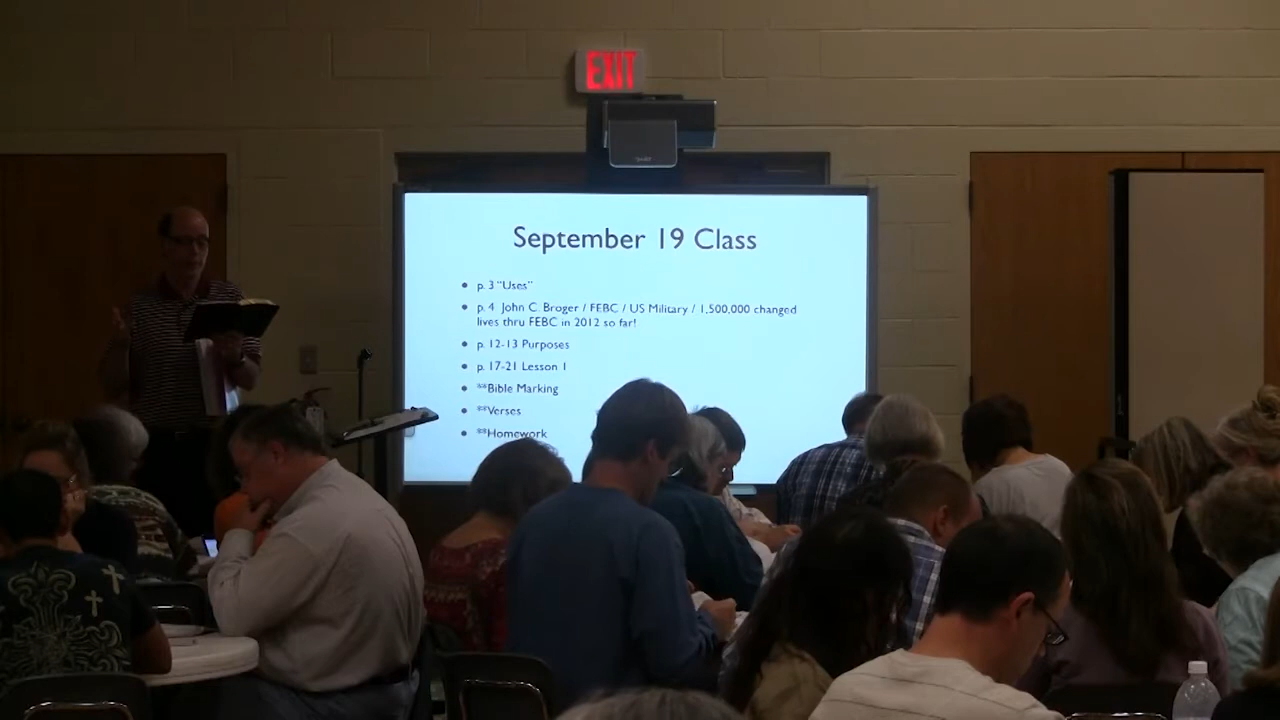 EXIT
September 19 Class
• p. 3 "Uses"
• p. 4 John C. Broger / FEBC / US Military / 1,500,000 changed
lives thru FEBC in 2012 so far!
• p. 12-13 Purposes
• p. 17-21 Lesson 1
• **Bible Marking
• **Verses
• **Homework